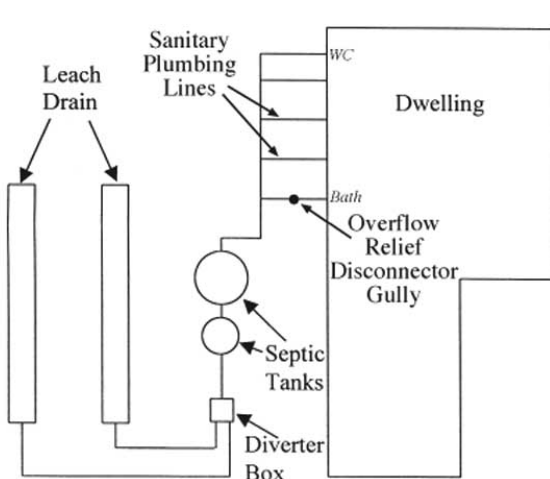 Sanitary
Plumbing
Lines
WC
Leach
Drain
Dwelling
Bath
Overflow
Relief
Disconnector
Gully
Septic
Tanks
Diverter
Box